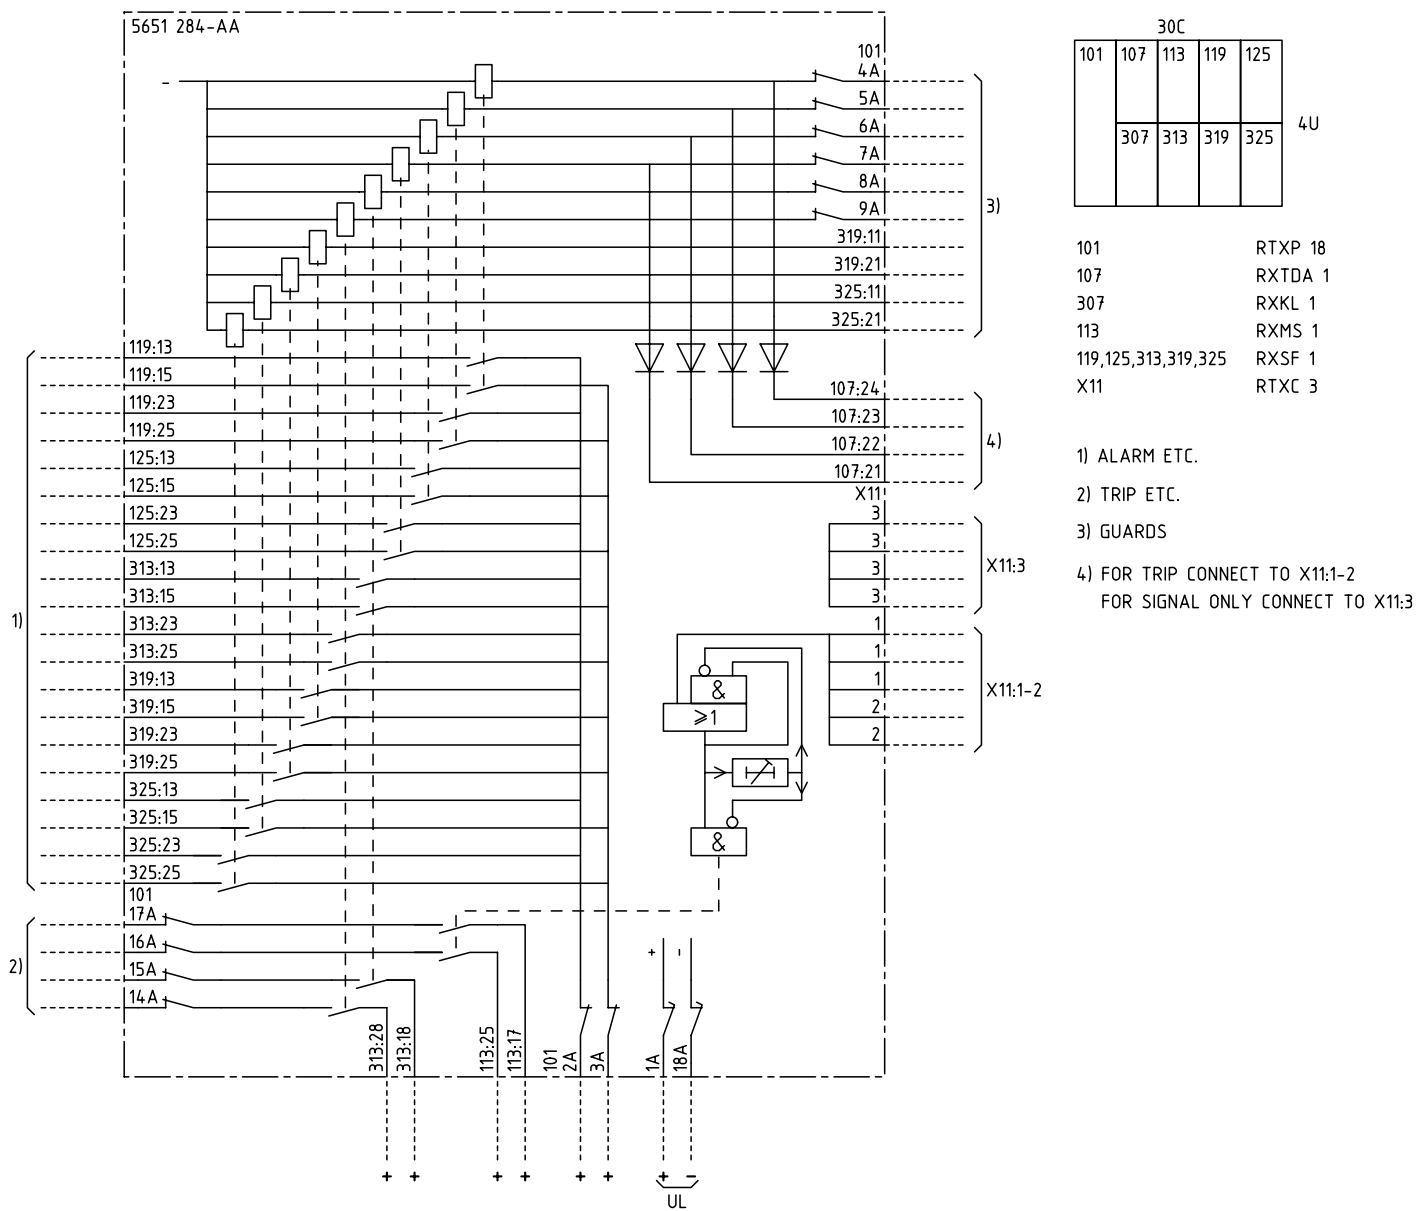 5651 284-AA
101
4A
5A
6A
7A
8A
9A
319:11
319:21
325:11
325:21
3)
-
119:13
119:15
119:23
119:25
125:13
125:15
125:23
125:25
313:13
313:15
313:23
313:25
319:13
319:15
319:23
319:25
325:13
325:15
325:23
325:25
1)
101
17A
16A
15A
14A
2)
107:24
107:23
107:22
107:21
4)
X11
3
3
3
3
X11:3
1
1
1
2
2
X11:1-2
&
≥1
&
+ -
313:28
313:18
113:25
113:17
101
2A
3A
1A
18A
+ + + + + + + -
UL
30C
101 107 113 119 125
307 313 319 325
4U
101 RTXP 18
107 RXTDA 1
307 RXKL 1
113 RXMS 1
119,125,313,319,325 RXSF 1
X11 RTXC 3
1) ALARM ETC.
2) TRIP ETC.
3) GUARDS
4) FOR TRIP CONNECT TO X11:1-2
FOR SIGNAL ONLY CONNECT TO X11:3